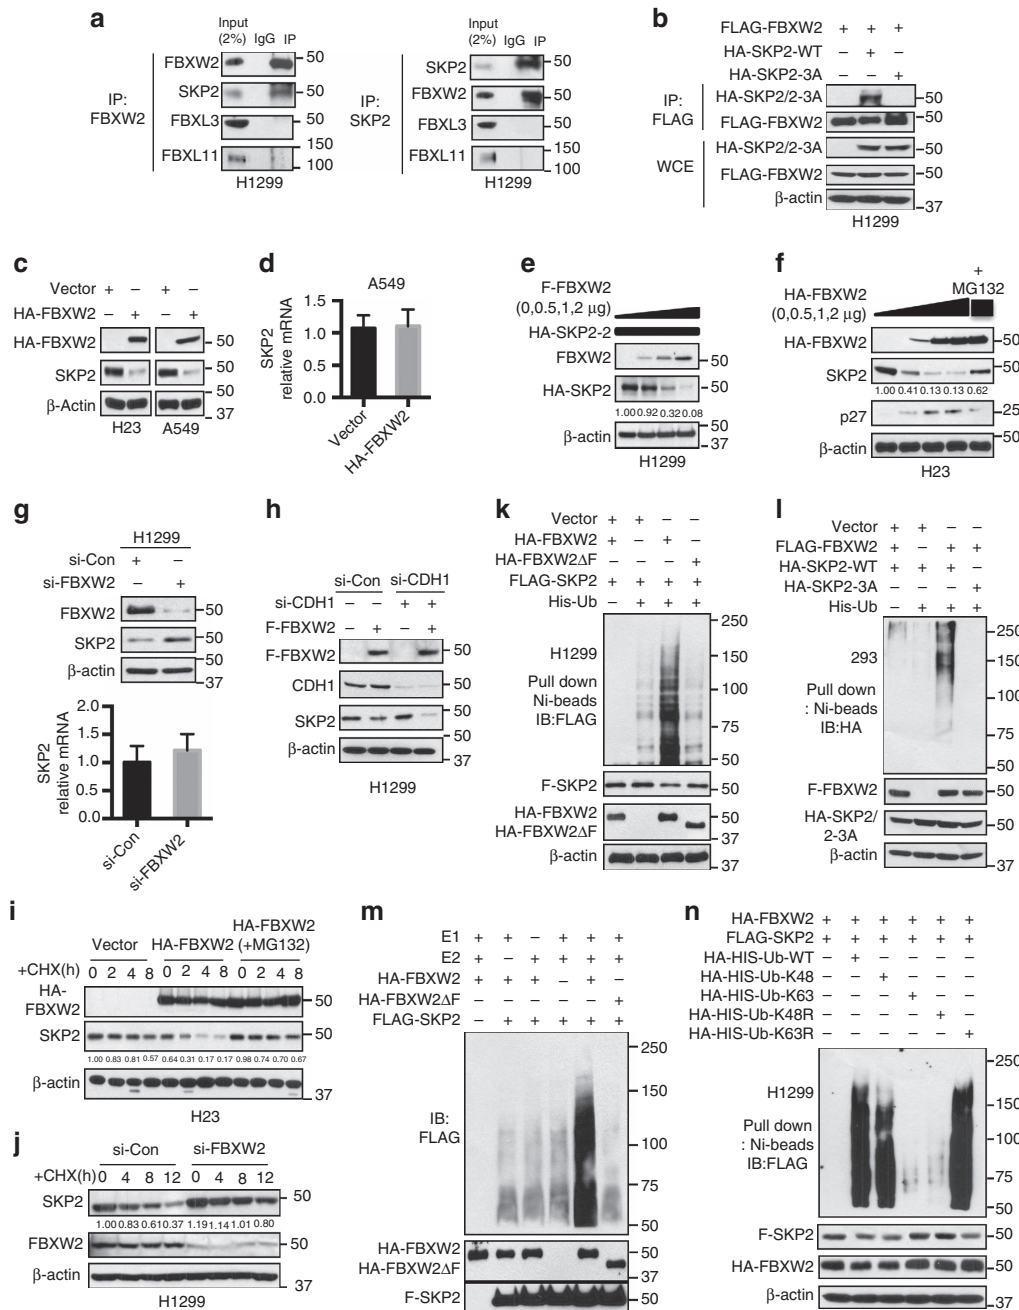 a
Input
(2%) IgG IP
FBXW2
50
SKP2
50
FBXL3
50
FBXL11
150
100
IP:
FBXW2
H1299
Input
(2%) IgG IP
SKP2
50
FBXW2
50
FBXL3
50
FBXL11
150
100
IP:
SKP2
H1299
b
FLAG-FBXW2 + + +
HA-SKP2-WT – + –
HA-SKP2-3A – – +
IP:
FLAG
HA-SKP2/2-3A 50
FLAG-FBXW2 50
WCE
HA-SKP2/2-3A 50
FLAG-FBXW2 50
β-actin 37
H1299
c
Vector + – + –
HA-FBXW2 – + – +
HA-FBXW2 50
SKP2 50
50
β-Actin 37
H23 A549
d
A549
SKP2
relative mRNA
1.5
1.0
0.5
0.0
Vector
HA-FBXW2
e
F-FBXW2
(0,0.5,1,2 μg)
HA-SKP2-2
FBXW2 50
HA-SKP2 50
1.00 0.92 0.32 0.08
β-actin 50
37
H1299
f
+
MG132
HA-FBXW2
(0,0.5,1,2 μg)
HA-FBXW2 50
SKP2 50
1.00 0.41 0.13 0.13 0.62
p27 25
β-actin 50
H23
g
H1299
si-Con + –
si-FBXW2 – +
FBXW2 50
SKP2 50
β-actin 50
37
SKP2
relative mRNA
2.0
1.5
1.0
0.5
0.0
si-Con
si-FBXW2
h
si-Con si-CDH1
si-CDH1 – – + +
F-FBXW2 – + – +
F-FBXW2 50
CDH1 50
SKP2 50
β-actin 50
37
H1299
k
Vector + + – –
HA-FBXW2 + – + –
HA-FBXW2ΔF – – – +
FLAG-SKP2 + + + +
His-Ub – + + +
H1299
Pull down
Ni-beads
IB:FLAG
250
150
100
75
50
F-SKP2 50
HA-FBXW2 50
HA-FBXW2ΔF 37
β-actin 37
l
Vector + + – –
FLAG-FBXW2 + – + +
HA-SKP2-WT + + + –
HA-SKP2-3A – – – +
His-Ub – + + +
293
Pull down
: Ni-beads
IB:HA
250
150
100
75
50
F-FBXW2 50
HA-SKP2/
2-3A 50
β-actin 37
i
Vector HA-FBXW2 HA-FBXW2
(+MG132)
+CHX(h) 0 2 4 8 0 2 4 8 0 2 4 8
HA-
FBXW2 50
SKP2 50
1.00 0.83 0.81 0.57 0.64 0.31 0.17 0.17 0.98 0.74 0.70 0.67
β-actin 37
H23
j
si-Con si-FBXW2
+CHX(h) 0 4 8 12 0 4 8 12
SKP2 50
1.00 0.83 0.61 0.37 1.19 1.14 1.01 0.80
FBXW2 50
β-actin 37
H1299
m
E1 + + – + + +
E2 + – + + + +
HA-FBXW2 + + + – + –
HA-FBXW2ΔF – – – – – +
FLAG-SKP2 – + + + + +
IB:
FLAG
250
150
100
75
50
HA-FBXW2 50
HA-FBXW2ΔF 37
F-SKP2 50
n
HA-FBXW2 + + + + + +
FLAG-SKP2 + + + + + +
HA-HIS-Ub-WT – + – – – –
HA-HIS-Ub-K48 – – + – – –
HA-HIS-Ub-K63 – – – + – –
HA-HIS-Ub-K48R – – – – + –
HA-HIS-Ub-K63R – – – – – +
H1299
Pull down
: Ni-beads
IB:FLAG
250
150
100
75
50
F-SKP2 50
HA-FBXW2 50
β-actin 37